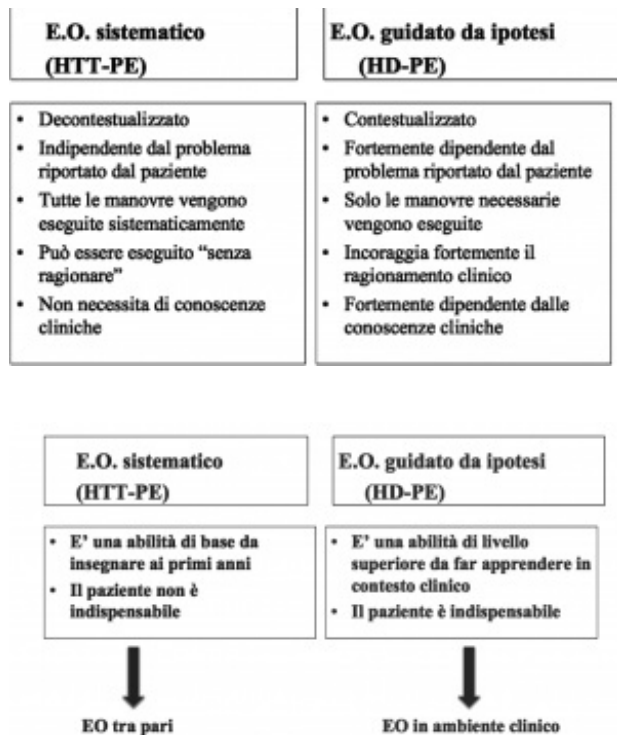 E.O. sistematico
(HTT-PE)
E.O. guidato da ipotesi
(HD-PE)
• Decontestualizzato
• Indipendente dal problema
riportato dal paziente
• Tutte le manovre vengono
eseguite sistematicamente
• Può essere eseguito “senza
ragionare”
• Non necessita di conoscenze
cliniche
• Contestualizzato
• Fortemente dipendente dal
problema riportato dal paziente
• Solo le manovre necessarie
vengono eseguite
• Incoraggia fortemente il
ragionamento clinico
• Fortemente dipendente dalle
conoscenze cliniche
E.O. sistematico
(HTT-PE)
E.O. guidato da ipotesi
(HD-PE)
• E’ una abilità di base da
insegnare ai primi anni
• Il paziente non è
indispensabile
• E’ una abilità di livello
superiore da far apprendere in
contesto clinico
• Il paziente è indispensabile
EO tra pari
EO in ambiente clinico